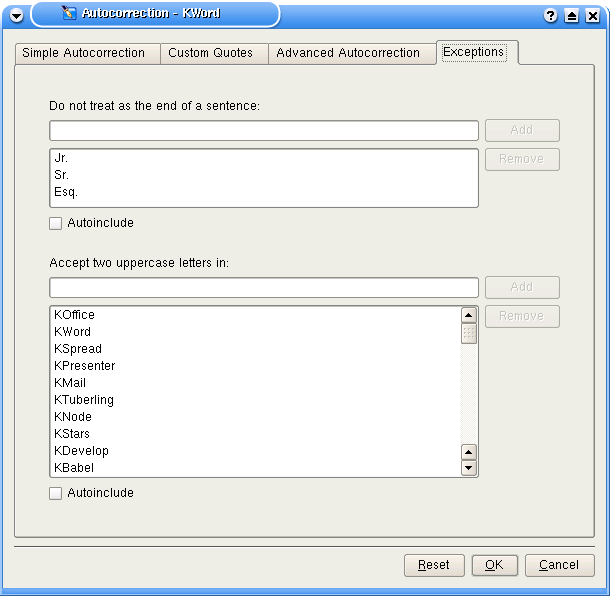 Autocorrection - KWord
Simple Autocorrection Custom Quotes Advanced Autocorrection Exceptions
Do not treat as the end of a sentence:
Add
Jr.
Remove
Sr.
Esq.
Autoinclude
Accept two uppercase letters in:
Add
KOffice
Remove
KWord
KSpread
KPresenter
KMail
KTuberling
KNode
KStars
KDevelop
KBabel
Autoinclude
Reset OK Cancel